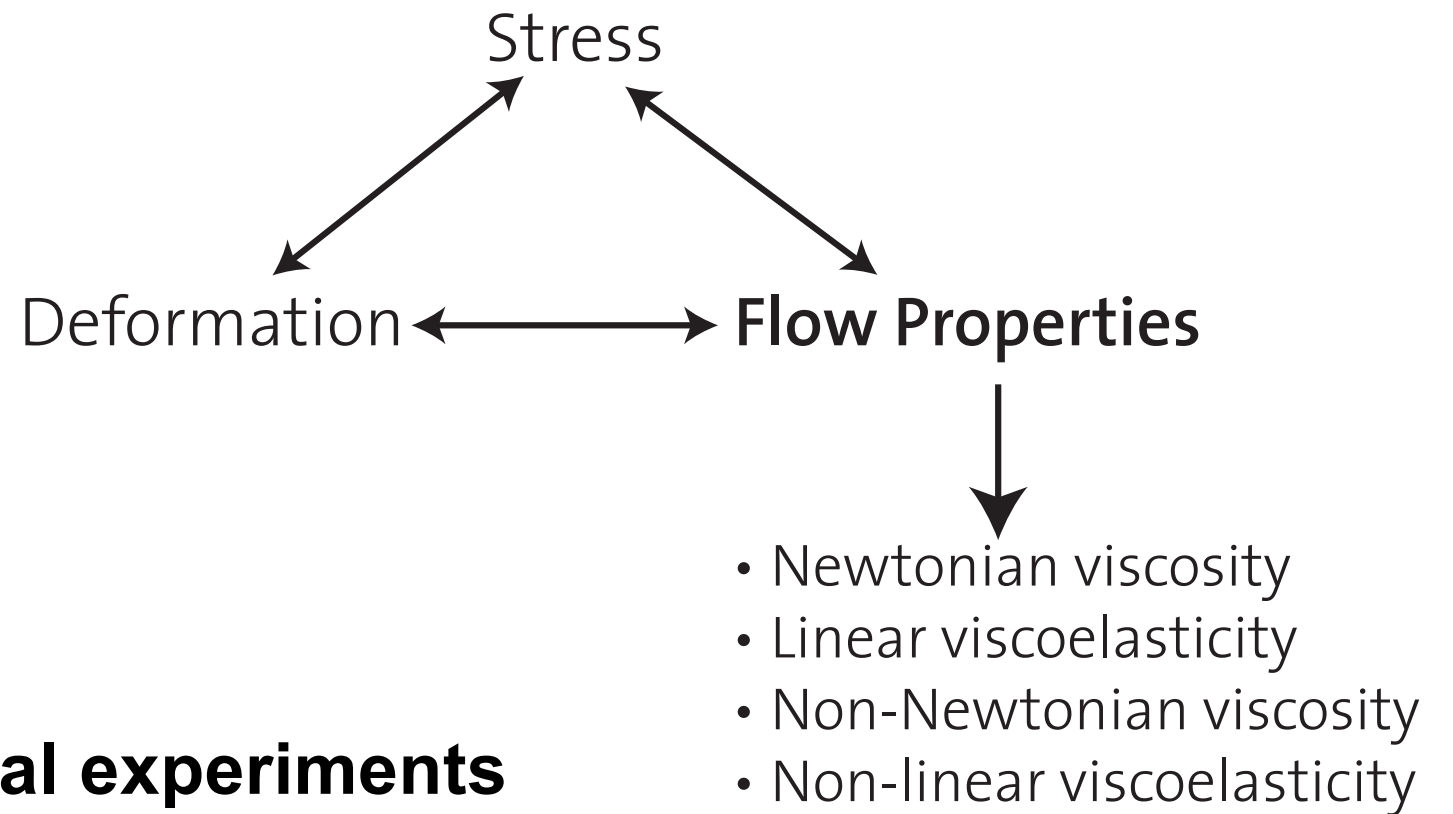 Stress
Deformation
Flow Properties
• Newtonian viscosity
• Linear viscoelasticity
• Non-Newtonian viscosity
• Non-linear viscoelasticity
al experiments